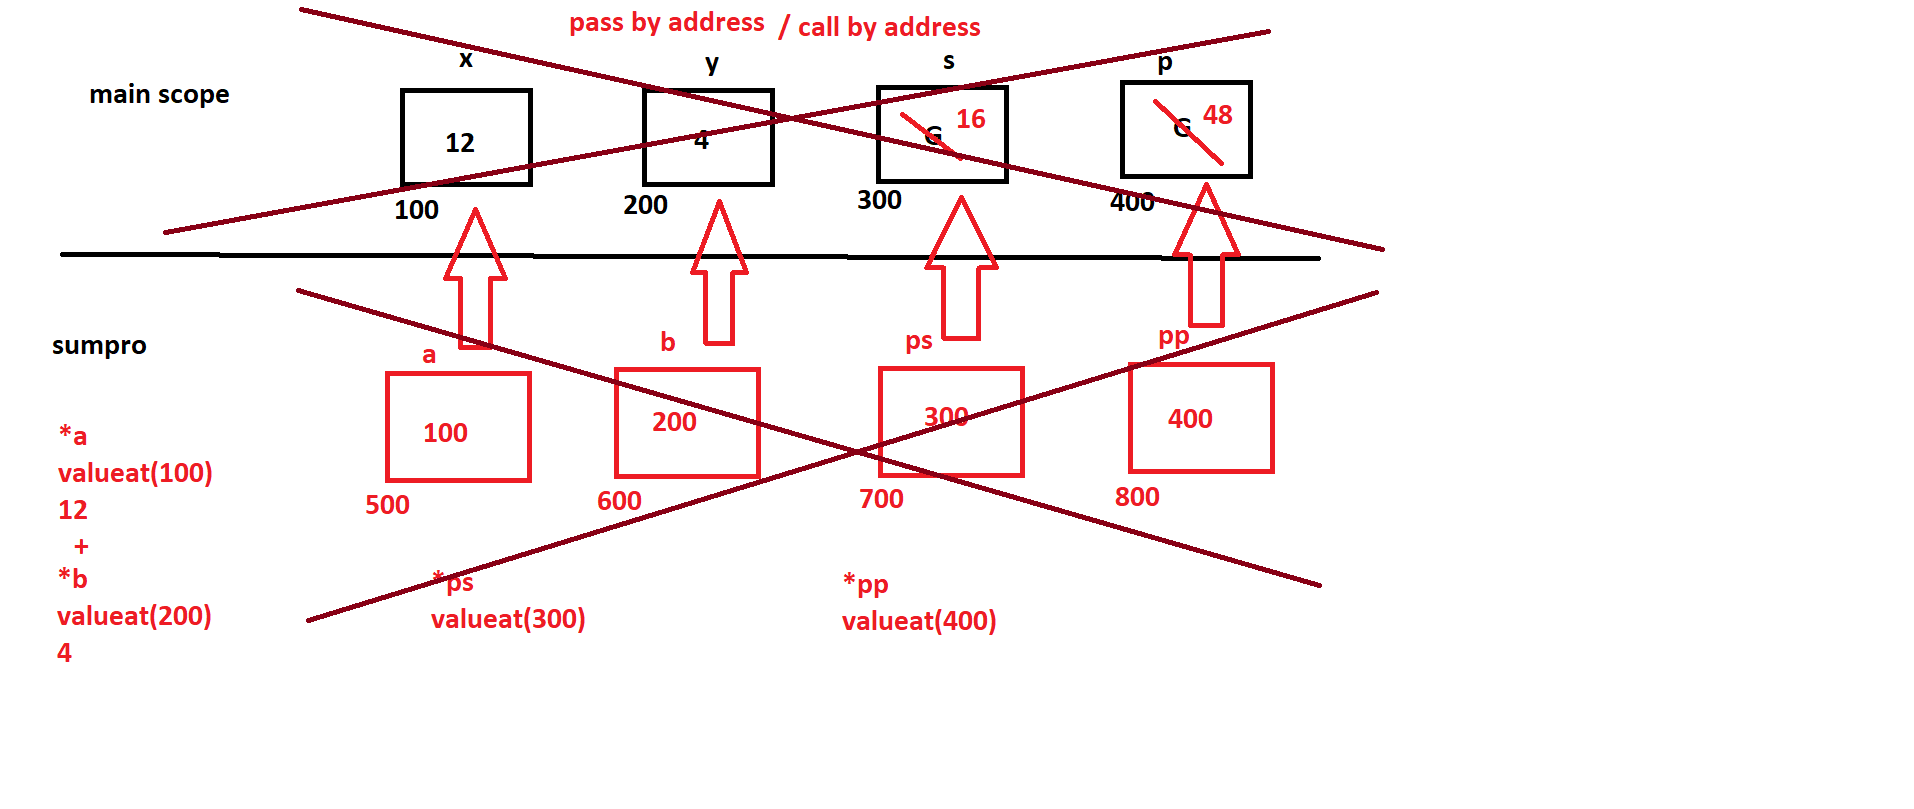 pass by address / call by address
x y s p
main scope
12 4 G 16 G 48
100 200 300 400
sumpro
a b ps pp
100 200 300 400
500 600 700 800
*a
valueat(100)
12
+
*b
valueat(200)
4
*ps
valueat(300)
*pp
valueat(400)